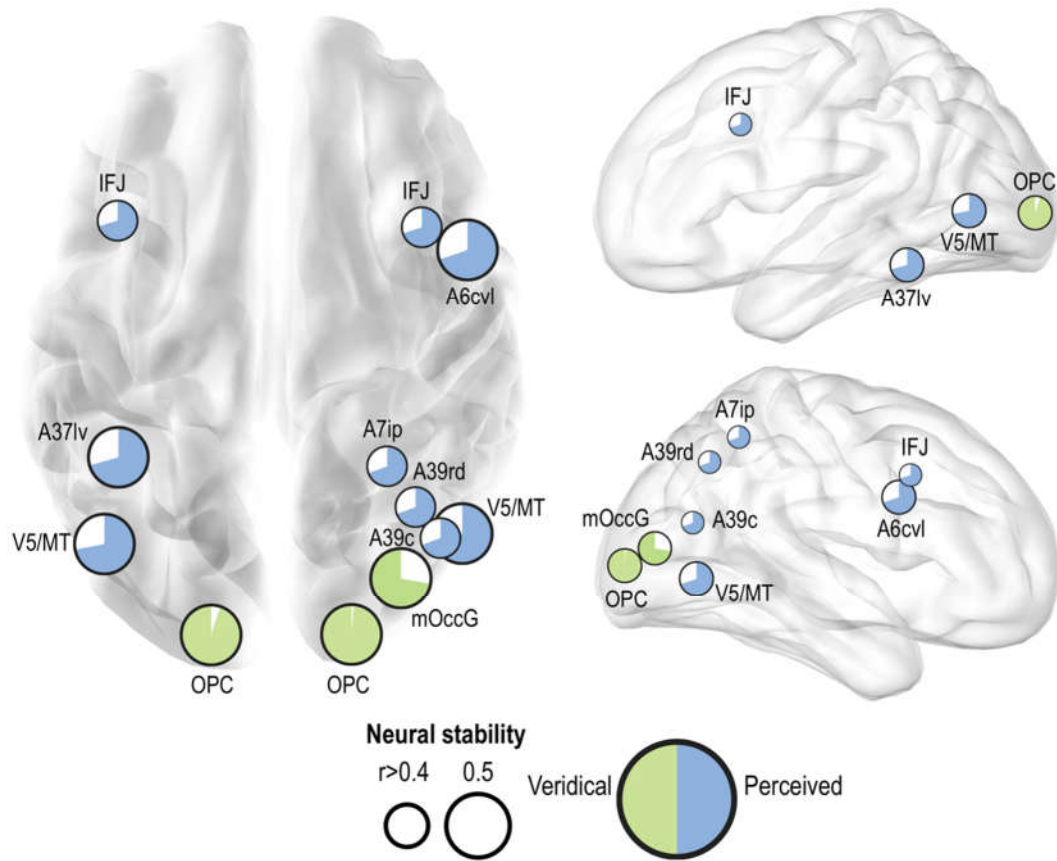 IFJ
IFJ
A6cvl
A37lv
A7ip
A39rd
V5/MT
V5/MT
A39c
mOccG
OPC
OPC
IFJ
OPC
V5/MT
A37lv
A7ip
A39rd
IFJ
A6cvl
mOccG
A39c
OPC
V5/MT
Neural stability
r>0.4
0.5
Veridical
Perceived